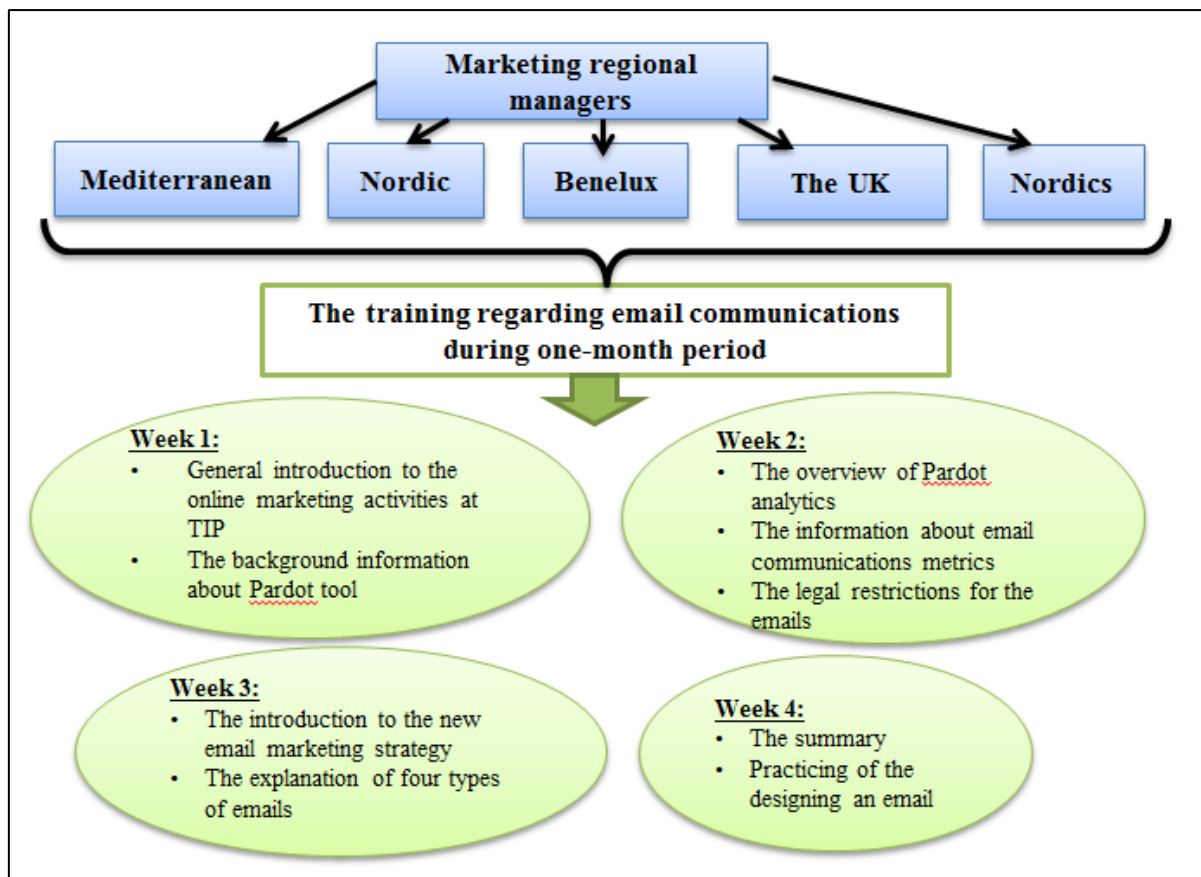 Marketing regional
managers
Mediterranean
Nordic
Benelux
The UK
Nordics
The training regarding email communications
during one-month period
Week 1:
• General introduction to the
online marketing activities at
TIP
• The background information
about Pardot tool
Week 2:
• The overview of Pardot
analytics
• The information about email
communications metrics
• The legal restrictions for the
emails
Week 3:
• The introduction to the new
email marketing strategy
• The explanation of four types
of emails
Week 4:
• The summary
• Practicing of the
designing an email